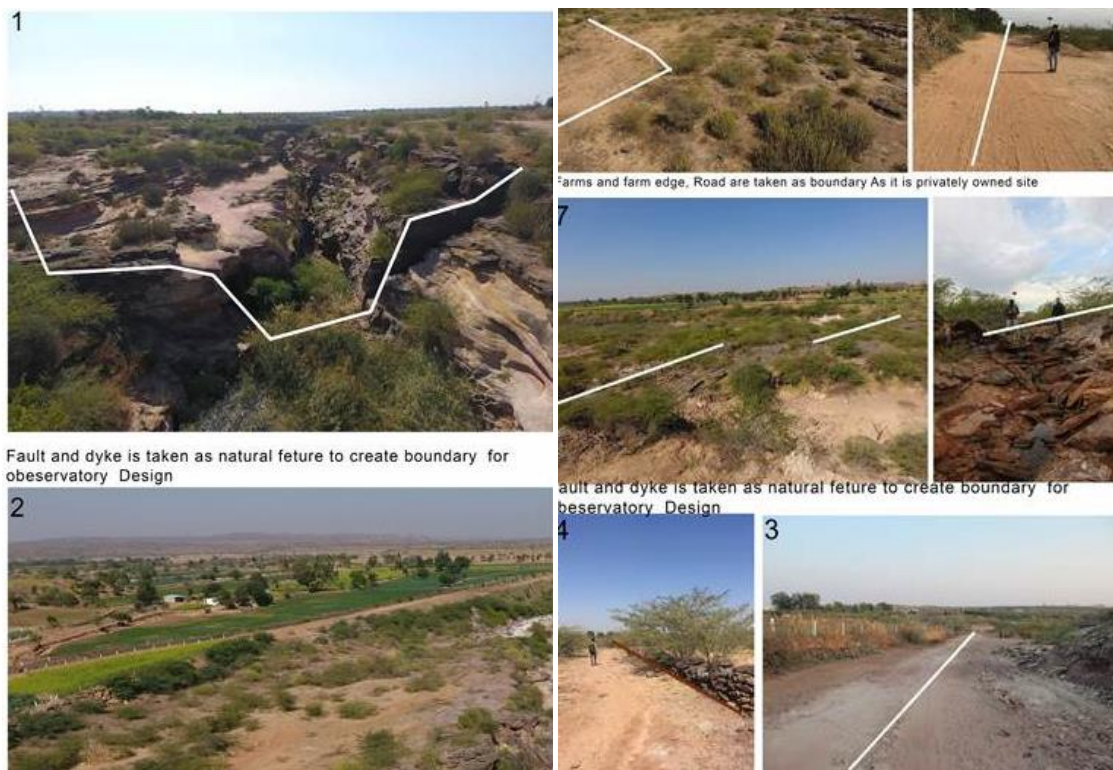 1
Fault and dyke is taken as natural feture to create boundary for
obeservatory Design
2
Farms and farm edge, Road are taken as boundary As it is privately owned site
7
ault and dyke is taken as natural feture to create boundary for
beservatory Design
4
3